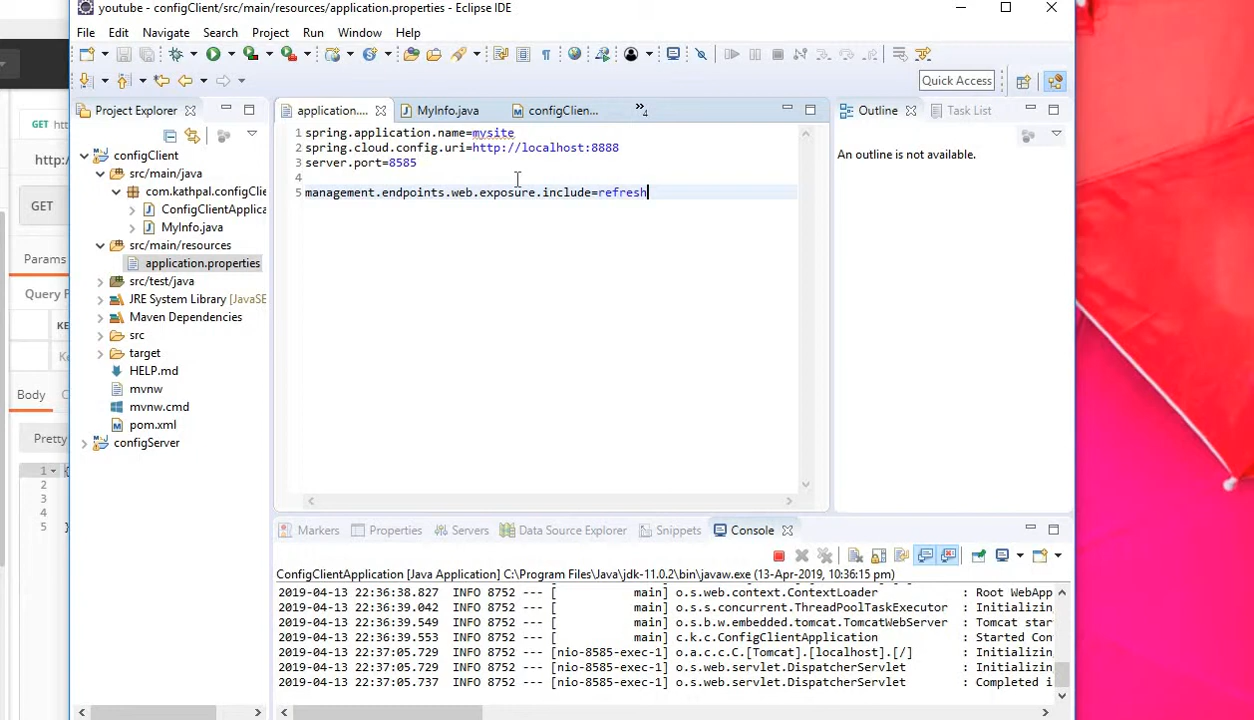 youtube - configClient/src/main/resources/application.properties - Eclipse IDE
File Edit Navigate Search Project Run Window Help
Quick Access
Project Explorer
configClient
src/main/java
com.kathpal.configClie
ConfigClientApplica
MyInfo.java
src/main/resources
application.properties
src/test/java
JRE System Library [JavaSE
Maven Dependencies
src
target
HELP.md
mvnw
mvnw.cmd
pom.xml
configServer
application....
MyInfo.java
configClien...
»4
1 spring.application.name=mysite
2 spring.cloud.config.uri=http://localhost:8888
3 server.port=8585
4
5 management.endpoints.web.exposure.include=refresh
Outline
Task List
An outline is not available.
Markers Properties Servers Data Source Explorer Snippets Console
ConfigClientApplication [Java Application] C:\Program Files\Java\jdk-11.0.2\bin\javaw.exe (13-Apr-2019, 10:36:15 pm)
2019-04-13 22:36:38.827 INFO 8752 --- [ main] o.s.web.context.ContextLoader : Root WebApp
2019-04-13 22:36:39.042 INFO 8752 --- [ main] o.s.s.concurrent.ThreadPoolTaskExecutor : Initializin
2019-04-13 22:36:39.549 INFO 8752 --- [ main] o.s.b.w.embedded.tomcat.TomcatWebServer : Tomcat star
2019-04-13 22:36:39.553 INFO 8752 --- [ main] c.k.c.ConfigClientApplication : Started Con
2019-04-13 22:37:05.729 INFO 8752 --- [nio-8585-exec-1] o.a.c.c.C.[Tomcat].[localhost].[/] : Initializin
2019-04-13 22:37:05.729 INFO 8752 --- [nio-8585-exec-1] o.s.web.servlet.DispatcherServlet : Initializin
2019-04-13 22:37:05.737 INFO 8752 --- [nio-8585-exec-1] o.s.web.servlet.DispatcherServlet : Completed i
GET htt
http:/
GET
Params
Query P
KE
Ke
Body C
Pretty
1 {
2
3
4
5 }